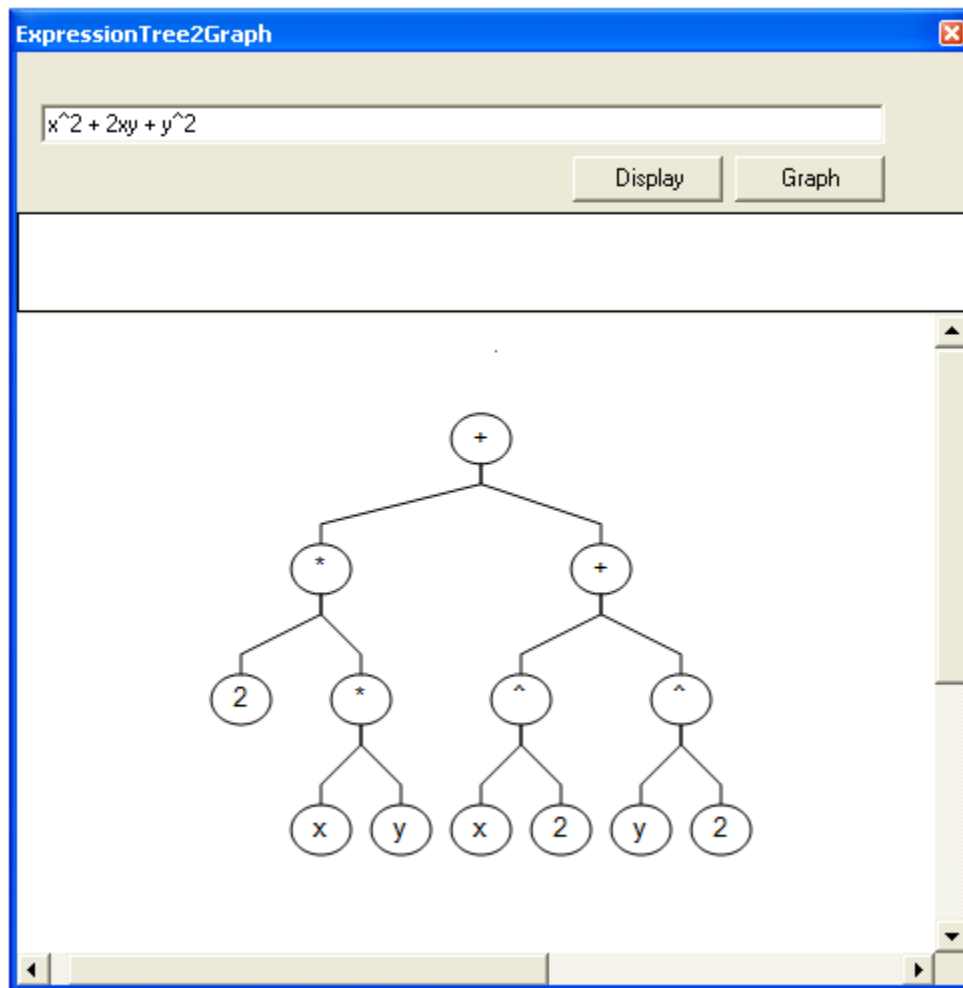 ExpressionTree2Graph
x^2 + 2xy + y^2
Display Graph
+
* +
2 * ^ ^
x y x 2 y 2